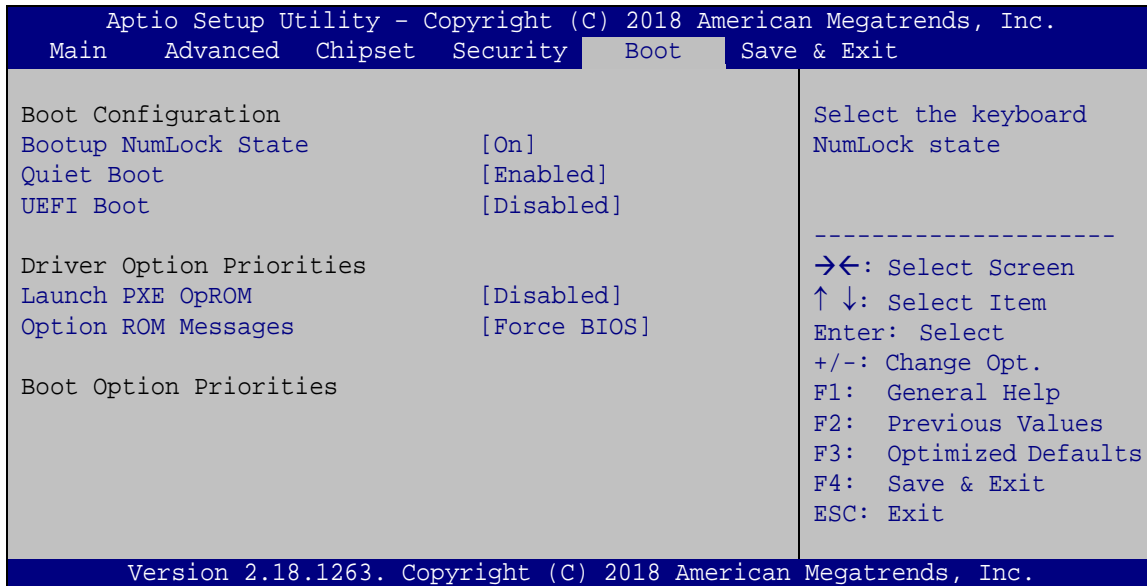 Aptio Setup Utility – Copyright (C) 2018 American Megatrends, Inc.
Main Advanced Chipset Security Boot Save & Exit
Boot Configuration
Bootup NumLock State [On]
Quiet Boot [Enabled]
UEFI Boot [Disabled]
Driver Option Priorities
Launch PXE OpROM [Disabled]
Option ROM Messages [Force BIOS]
Boot Option Priorities
Select the keyboard
NumLock state
---------------------
→←: Select Screen
↑ ↓: Select Item
Enter: Select
+/-: Change Opt.
F1: General Help
F2: Previous Values
F3: Optimized Defaults
F4: Save & Exit
ESC: Exit
Version 2.18.1263. Copyright (C) 2018 American Megatrends, Inc.